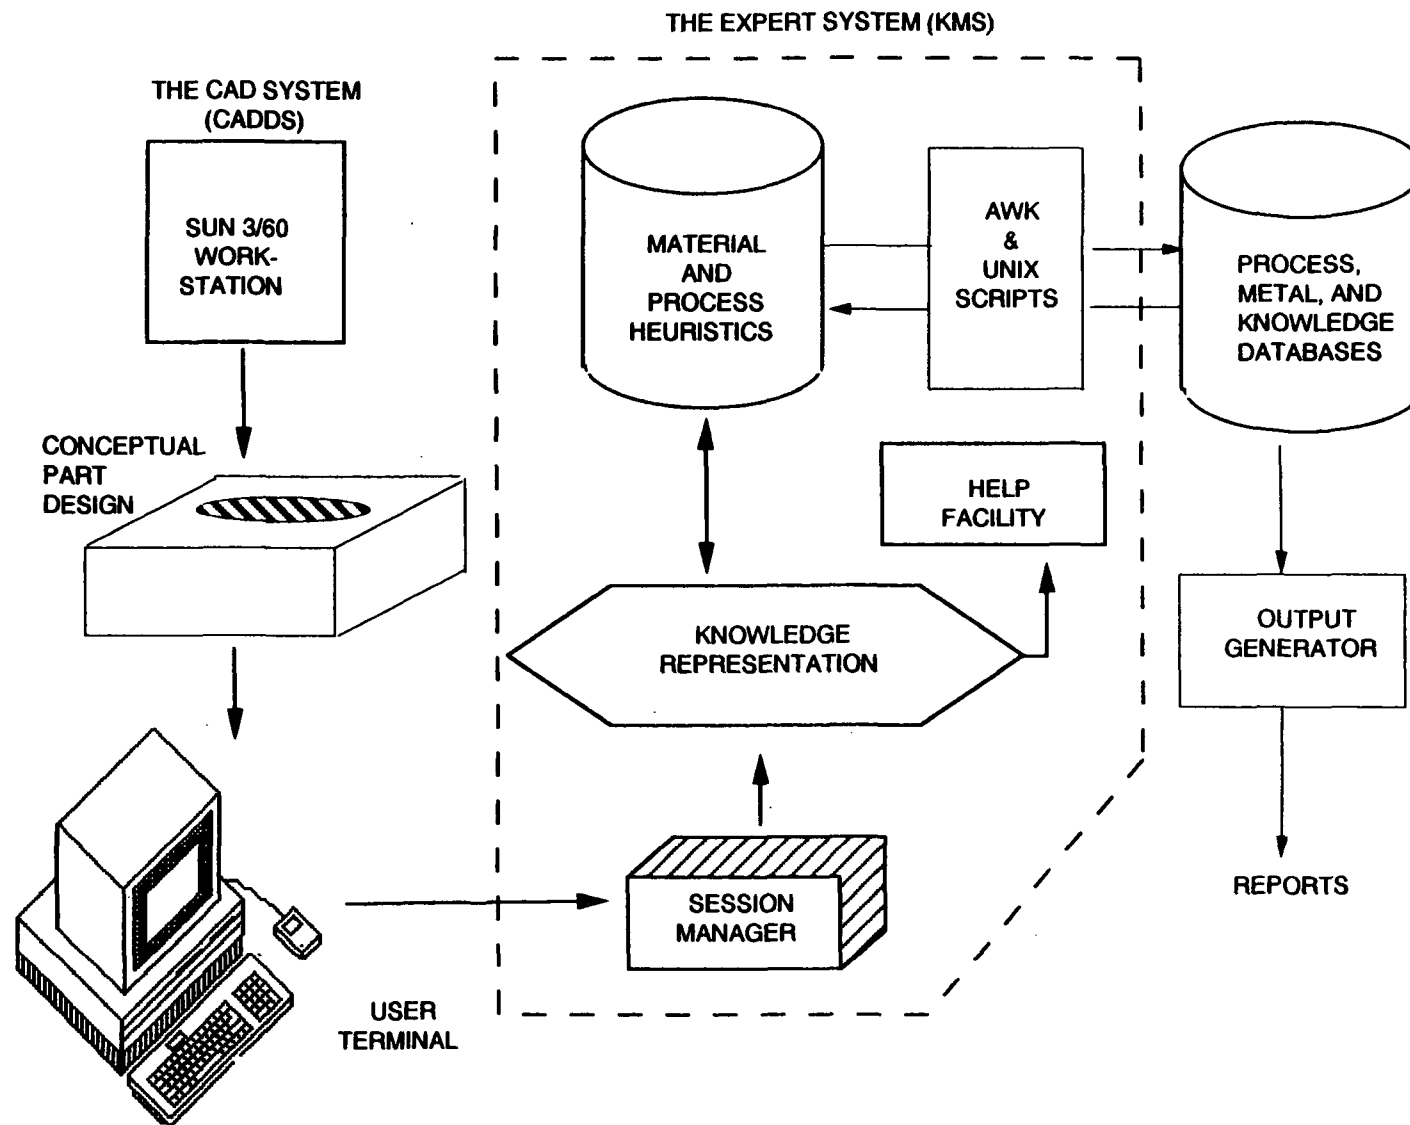 THE EXPERT SYSTEM (KMS)
THE CAD SYSTEM
(CADDS)
SUN 3/60
WORK-
STATION
MATERIAL
AND
PROCESS
HEURISTICS
AWK
&
UNIX
SCRIPTS
PROCESS,
METAL, AND
KNOWLEDGE
DATABASES
CONCEPTUAL
PART
DESIGN
HELP
FACILITY
KNOWLEDGE
REPRESENTATION
OUTPUT
GENERATOR
SESSION
MANAGER
REPORTS
USER
TERMINAL